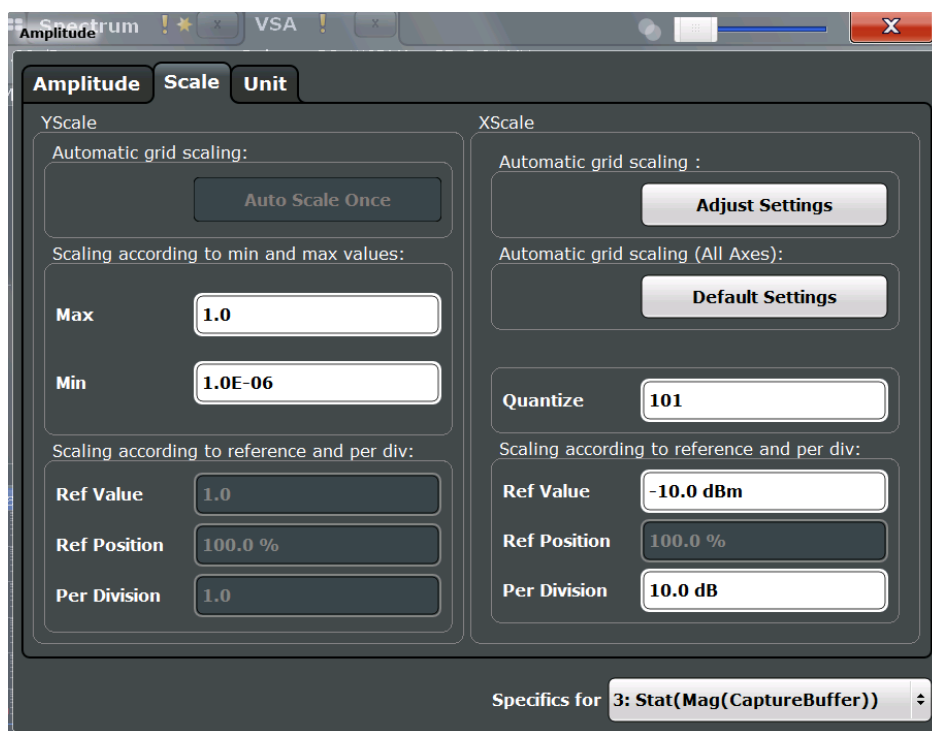 Spectrum ! VSA !
Amplitude
X
Amplitude Scale Unit
YScale
Automatic grid scaling:
Auto Scale Once
Scaling according to min and max values:
Max 1.0
Min 1.0E-06
Scaling according to reference and per div:
Ref Value 1.0
Ref Position 100.0 %
Per Division 1.0
XScale
Automatic grid scaling :
Adjust Settings
Automatic grid scaling (All Axes):
Default Settings
Quantize 101
Scaling according to reference and per div:
Ref Value -10.0 dBm
Ref Position 100.0 %
Per Division 10.0 dB
Specifics for 3: Stat(Mag(CaptureBuffer))